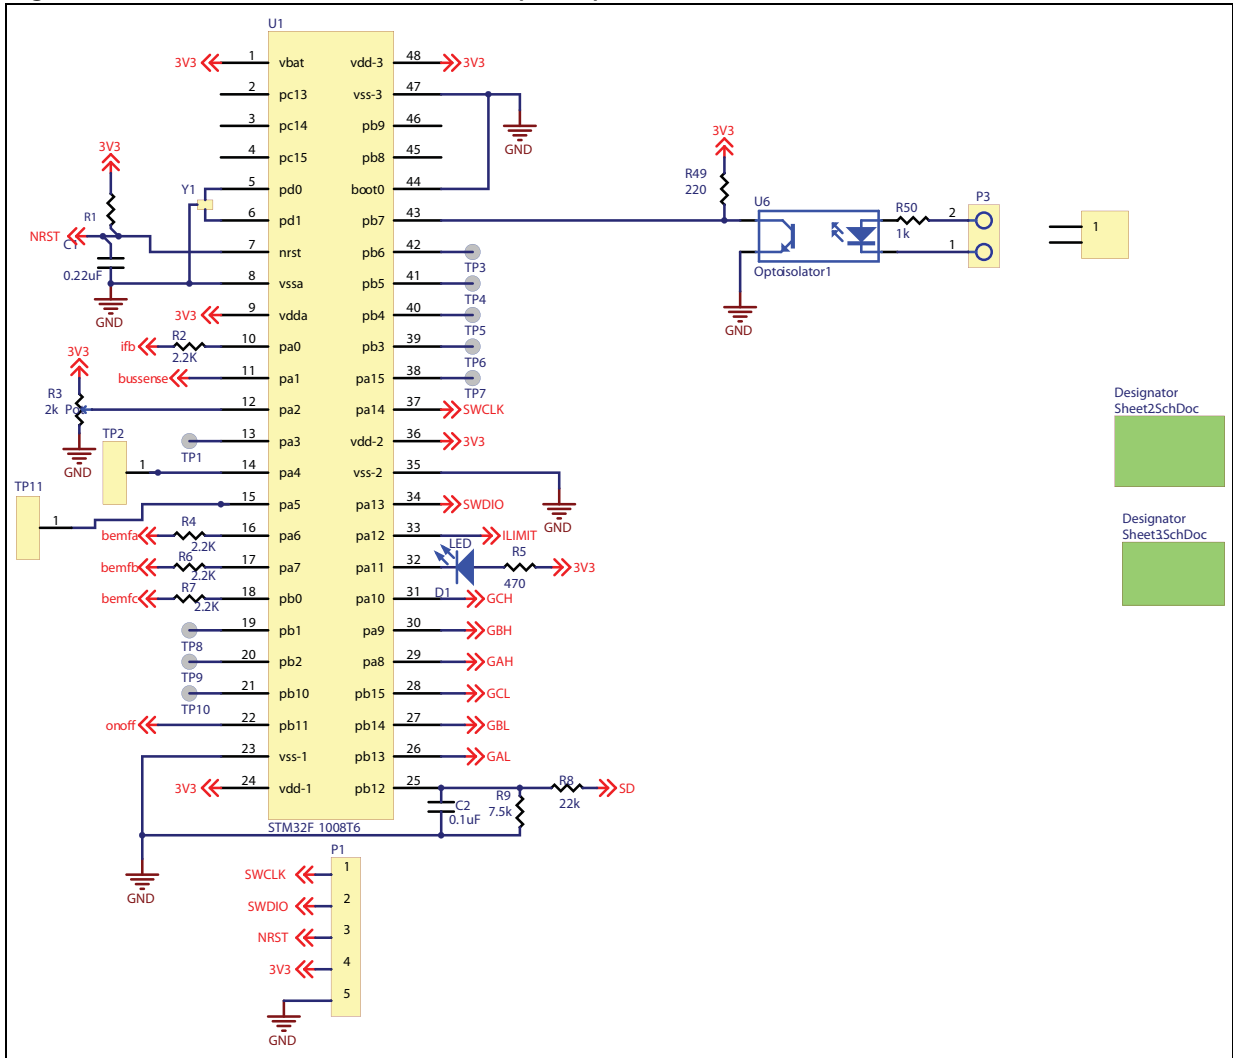 U1
3V3
1
vbat
vdd-3
48
3V3
2
pc13
vss-3
47
3
pc14
pb9
46
GND
4
pc15
pb8
45
3V3
Y1
5
pd0
boot0
44
R1
6
pd1
pb7
43
NRST
C1
7
nrst
pb6
42
TP3
0.22uF
8
vssa
pb5
41
TP4
GND
3V3
9
vdda
pb4
40
TP5
ifb
R2
2.2K
10
pa0
pb3
39
TP6
3V3
bussense
11
pa1
pa15
38
TP7
R3
2k Pot
12
pa2
pa14
37
SWCLK
GND
TP1
13
pa3
vdd-2
36
3V3
TP2
1
14
pa4
vss-2
35
GND
TP11
1
15
pa5
pa13
34
SWDIO
bemfa
R4
2.2K
16
pa6
pa12
33
ILIMIT
bemfb
R6
2.2K
17
pa7
pa11
32
LED
D1
R5
470
3V3
bemfc
R7
2.2K
18
pb0
pa10
31
GCH
TP8
19
pb1
pa9
30
GBH
TP9
20
pb2
pa8
29
GAH
TP10
21
pb10
pb15
28
GCL
onoff
22
pb11
pb14
27
GBL
23
vss-1
pb13
26
GAL
3V3
24
vdd-1
pb12
25
C2
0.1uF
R9
7.5k
R8
22k
SD
STM32F 1008T6
GND
3V3
R49
220
U6
Optoisolator1
GND
R50
1k
P3
2
1
1
Designator
Sheet2SchDoc
Designator
Sheet3SchDoc
P1
SWCLK
1
SWDIO
2
NRST
3
3V3
4
5
GND